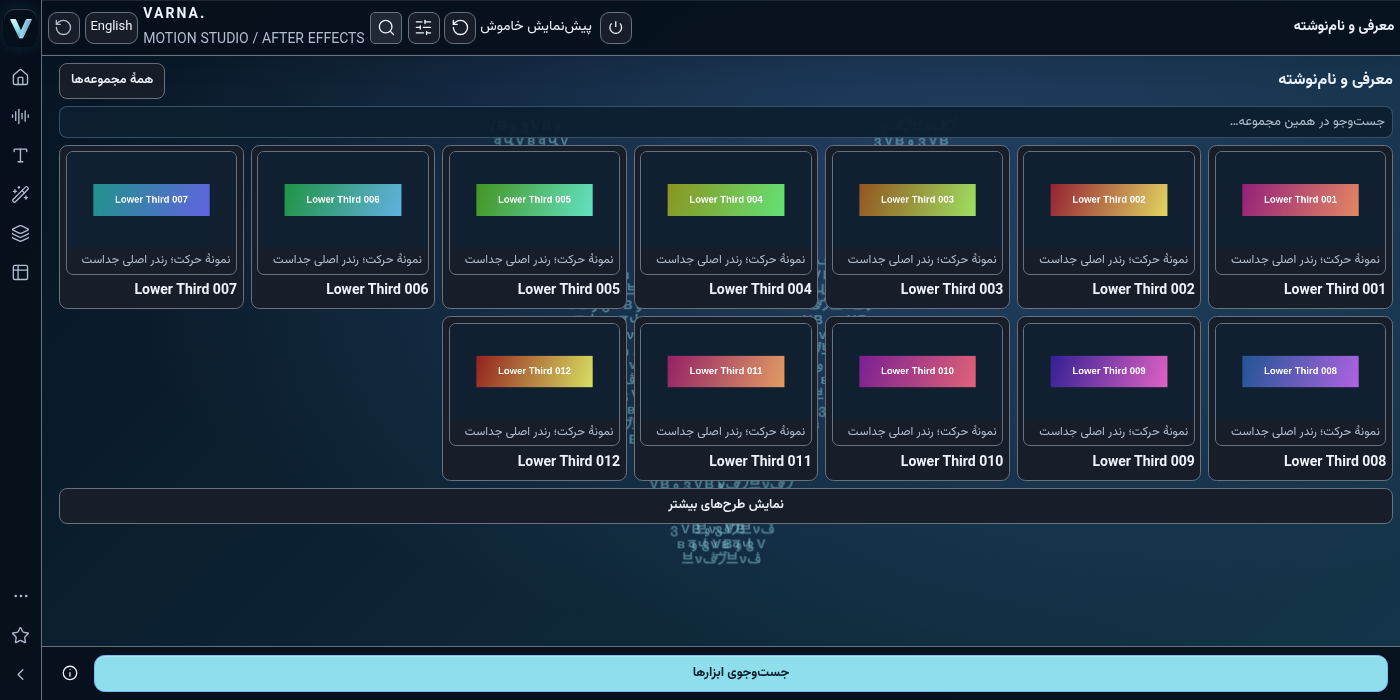 معرفی و نام‌نوشته
پیش‌نمایش خاموش
English
VARNA.
MOTION STUDIO / AFTER EFFECTS
معرفی و نام‌نوشته
همهٔ مجموعه‌ها
جست‌وجو در همین مجموعه...
Lower Third 001
نمونهٔ حرکت؛ رندر اصلی جداست
Lower Third 001
Lower Third 002
نمونهٔ حرکت؛ رندر اصلی جداست
Lower Third 002
Lower Third 003
نمونهٔ حرکت؛ رندر اصلی جداست
Lower Third 003
Lower Third 004
نمونهٔ حرکت؛ رندر اصلی جداست
Lower Third 004
Lower Third 005
نمونهٔ حرکت؛ رندر اصلی جداست
Lower Third 005
Lower Third 006
نمونهٔ حرکت؛ رندر اصلی جداست
Lower Third 006
Lower Third 007
نمونهٔ حرکت؛ رندر اصلی جداست
Lower Third 007
Lower Third 008
نمونهٔ حرکت؛ رندر اصلی جداست
Lower Third 008
Lower Third 009
نمونهٔ حرکت؛ رندر اصلی جداست
Lower Third 009
Lower Third 010
نمونهٔ حرکت؛ رندر اصلی جداست
Lower Third 010
Lower Third 011
نمونهٔ حرکت؛ رندر اصلی جداست
Lower Third 011
Lower Third 012
نمونهٔ حرکت؛ رندر اصلی جداست
Lower Third 012
نمایش طرح‌های بیشتر
جست‌وجوی ابزارها